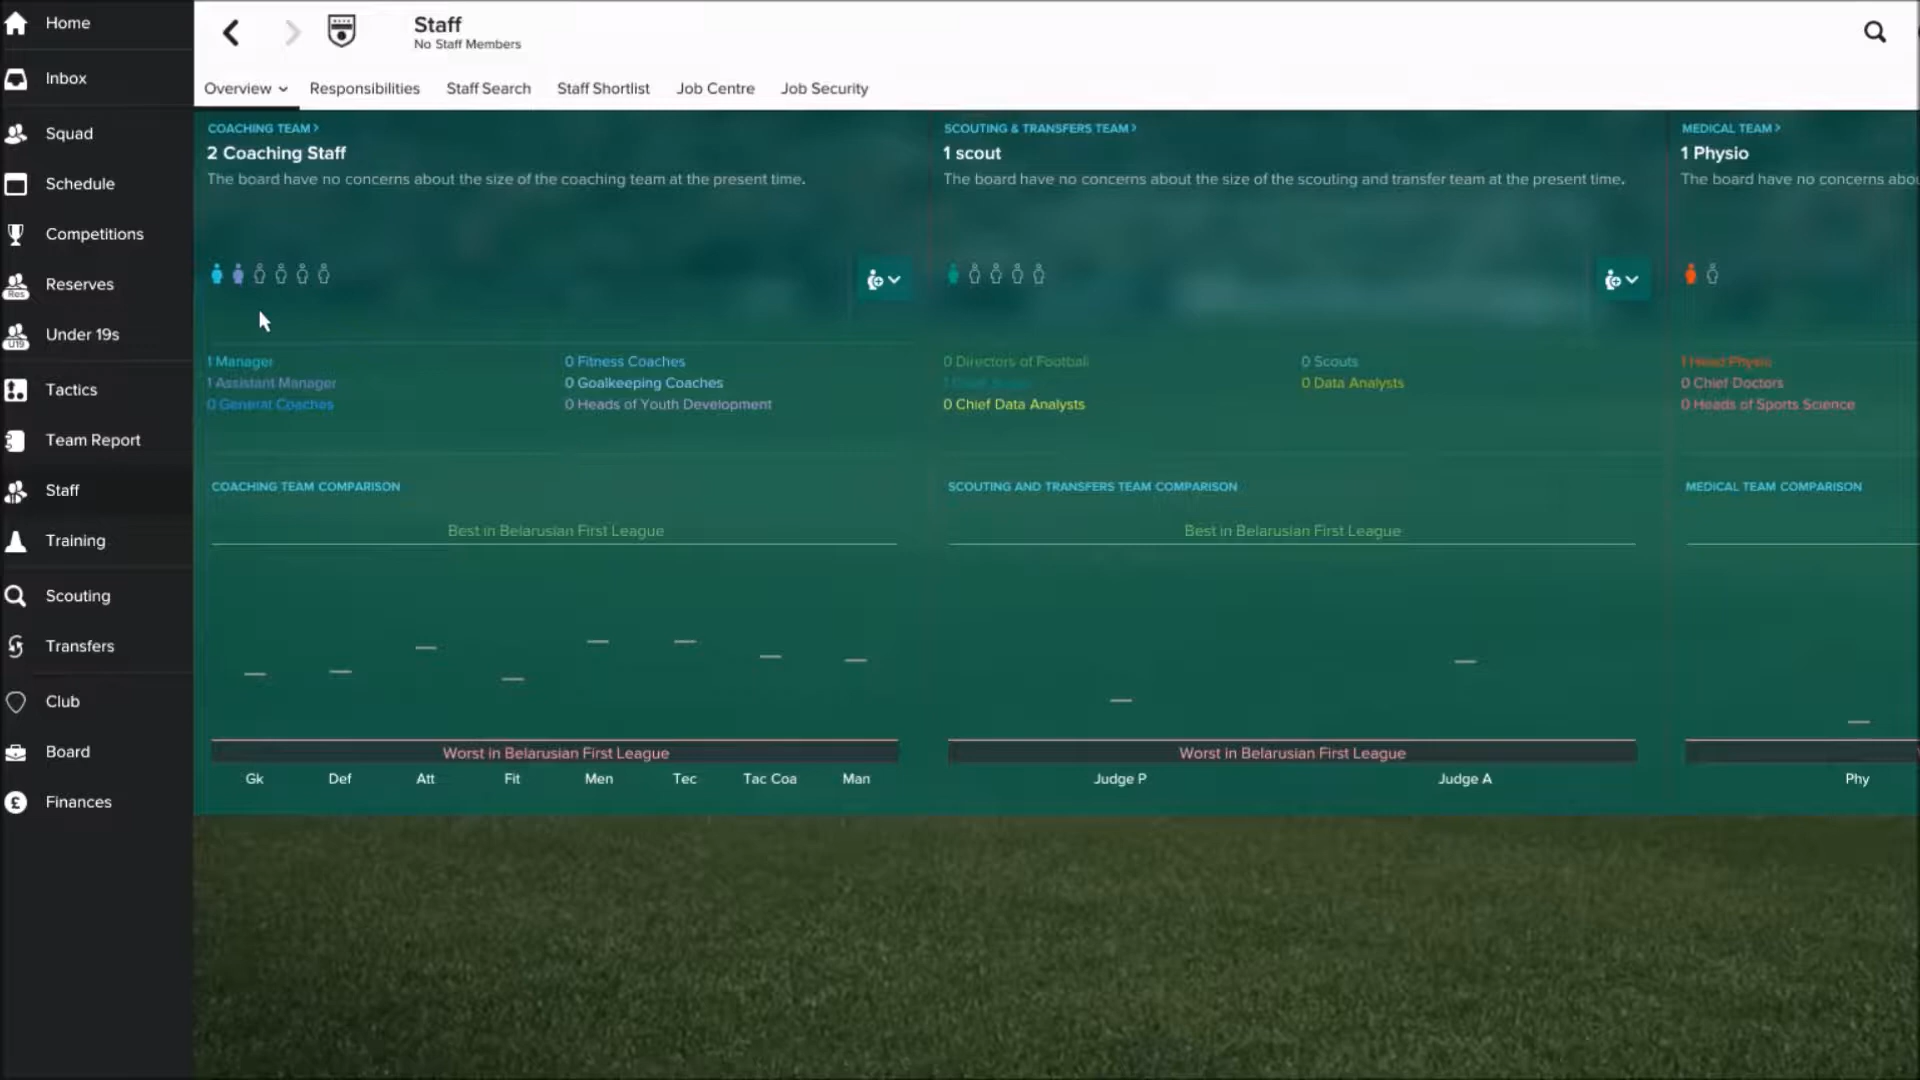 Home
Inbox
Squad
Schedule
Competitions
Reserves
Under 19s
Tactics
Team Report
Staff
Training
Scouting
Transfers
Club
Board
Finances
Staff
No Staff Members
Overview
Responsibilities
Staff Search
Staff Shortlist
Job Centre
Job Security
COACHING TEAM >
2 Coaching Staff
The board have no concerns about the size of the coaching team at the present time.
1 Manager
1 Assistant Manager
0 General Coaches
0 Fitness Coaches
0 Goalkeeping Coaches
0 Heads of Youth Development
COACHING TEAM COMPARISON
Best in Belarusian First League
Worst in Belarusian First League
Gk Def Att Fit Men Tec Tac Coa Man
SCOUTING & TRANSFERS TEAM >
1 scout
The board have no concerns about the size of the scouting and transfer team at the present time.
0 Directors of Football
0 Chief Data Analysts
0 Scouts
0 Data Analysts
SCOUTING AND TRANSFERS TEAM COMPARISON
Best in Belarusian First League
Worst in Belarusian First League
Judge P Judge A
MEDICAL TEAM >
1 Physio
The board have no concerns
1 Head Physio
0 Chief Doctors
0 Heads of Sports Science
MEDICAL TEAM COMPARISON
Phy